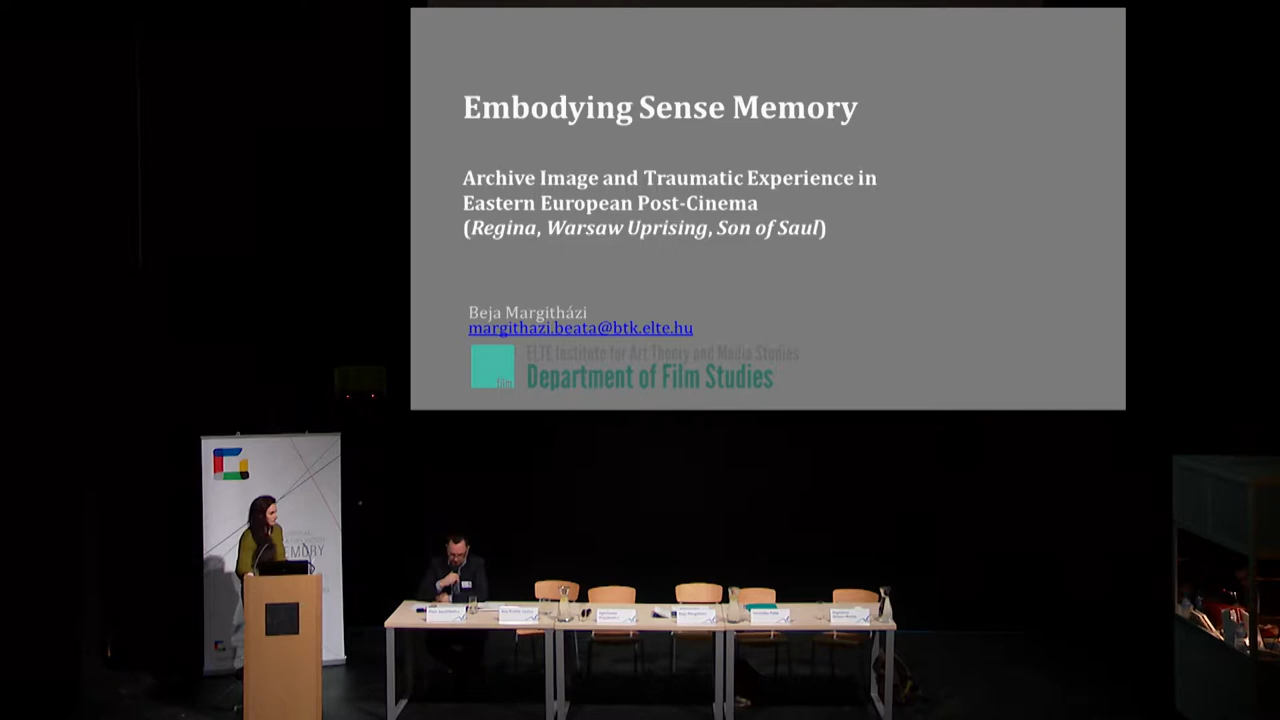 Embodying Sense Memory
Archive Image and Traumatic Experience in
Eastern European Post-Cinema
(Regina, Warsaw Uprising, Son of Saul)
Beja Margitházi
margithazi.beata@btk.elte.hu
ELTE Institute for Art Theory and Media Studies
film
Department of Film Studies